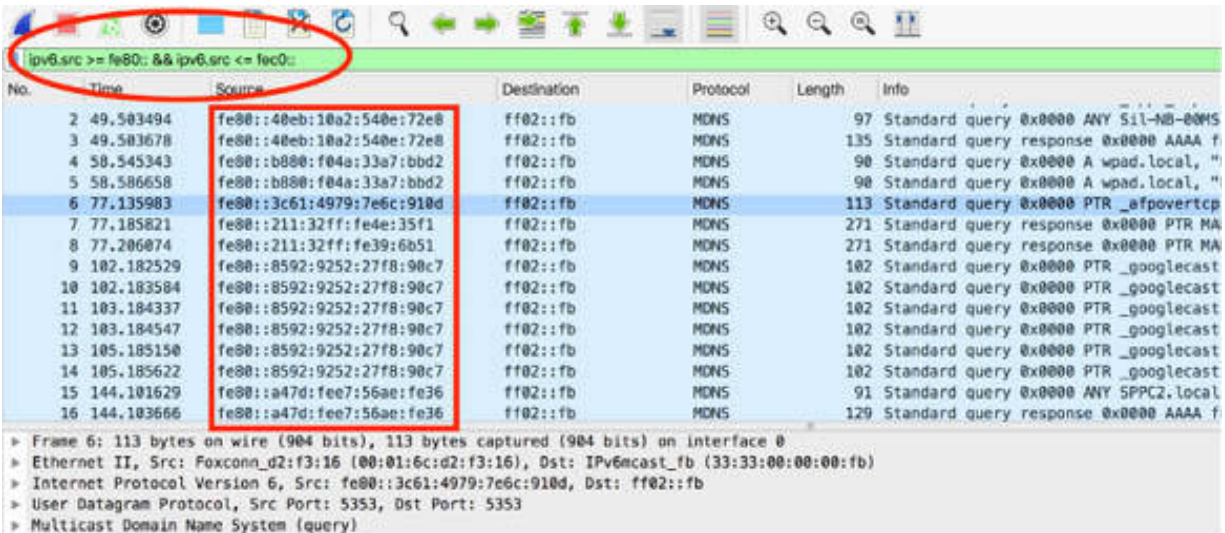 ipv6.src >= fe80:: && ipv6.src <= fec0::
No. Time Source Destination Protocol Length Info
2 49.503494 fe80::40eb:10a2:540e:72e8 ff02::fb MDNS 97 Standard query 0x0000 ANY Sil-NB-00MS
3 49.503678 fe80::40eb:10a2:540e:72e8 ff02::fb MDNS 135 Standard query response 0x0000 AAAA f
4 58.545343 fe80::b880:f04a:33a7:bbd2 ff02::fb MDNS 90 Standard query 0x0000 A wpad.local, "
5 58.586658 fe80::b880:f04a:33a7:bbd2 ff02::fb MDNS 90 Standard query 0x0000 A wpad.local, "
6 77.135983 fe80::3c61:4979:7e6c:910d ff02::fb MDNS 113 Standard query 0x0000 PTR _afpovertcp
7 77.185821 fe80::211:32ff:fe4e:35f1 ff02::fb MDNS 271 Standard query response 0x0000 PTR MA
8 77.206074 fe80::211:32ff:fe39:6b51 ff02::fb MDNS 271 Standard query response 0x0000 PTR MA
9 102.182529 fe80::8592:9252:27f8:90c7 ff02::fb MDNS 102 Standard query 0x0000 PTR _googlecast
10 102.183584 fe80::8592:9252:27f8:90c7 ff02::fb MDNS 102 Standard query 0x0000 PTR _googlecast
11 103.184337 fe80::8592:9252:27f8:90c7 ff02::fb MDNS 102 Standard query 0x0000 PTR _googlecast
12 103.184547 fe80::8592:9252:27f8:90c7 ff02::fb MDNS 102 Standard query 0x0000 PTR _googlecast
13 105.185150 fe80::8592:9252:27f8:90c7 ff02::fb MDNS 102 Standard query 0x0000 PTR _googlecast
14 105.185622 fe80::8592:9252:27f8:90c7 ff02::fb MDNS 102 Standard query 0x0000 PTR _googlecast
15 144.101629 fe80::a47d:fee7:56ae:fe36 ff02::fb MDNS 91 Standard query 0x0000 ANY SPPC2.local
16 144.103666 fe80::a47d:fee7:56ae:fe36 ff02::fb MDNS 129 Standard query response 0x0000 AAAA f
Frame 6: 113 bytes on wire (904 bits), 113 bytes captured (904 bits) on interface 0
Ethernet II, Src: Foxconn_d2:f3:16 (00:01:6c:d2:f3:16), Dst: IPv6mcast_fb (33:33:00:00:00:fb)
Internet Protocol Version 6, Src: fe80::3c61:4979:7e6c:910d, Dst: ff02::fb
User Datagram Protocol, Src Port: 5353, Dst Port: 5353
Multicast Domain Name System (query)